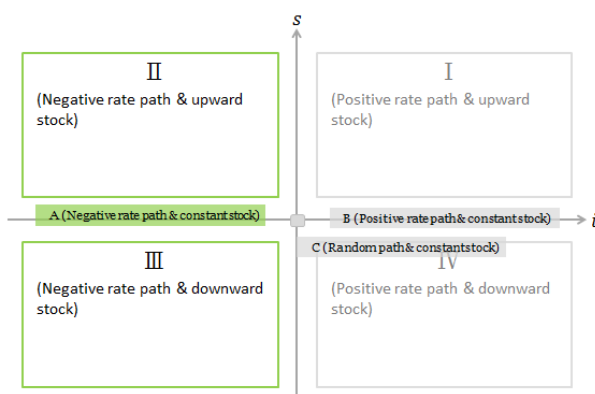 s
II
(Negative rate path & upward
stock)
I
(Positive rate path & upward
stock)
A (Negative rate path & constant stock)
B (Positive rate path & constant stock)
i
C (Random path & constant stock)
III
(Negative rate path & downward
stock)
IV
(Positive rate path & downward
stock)